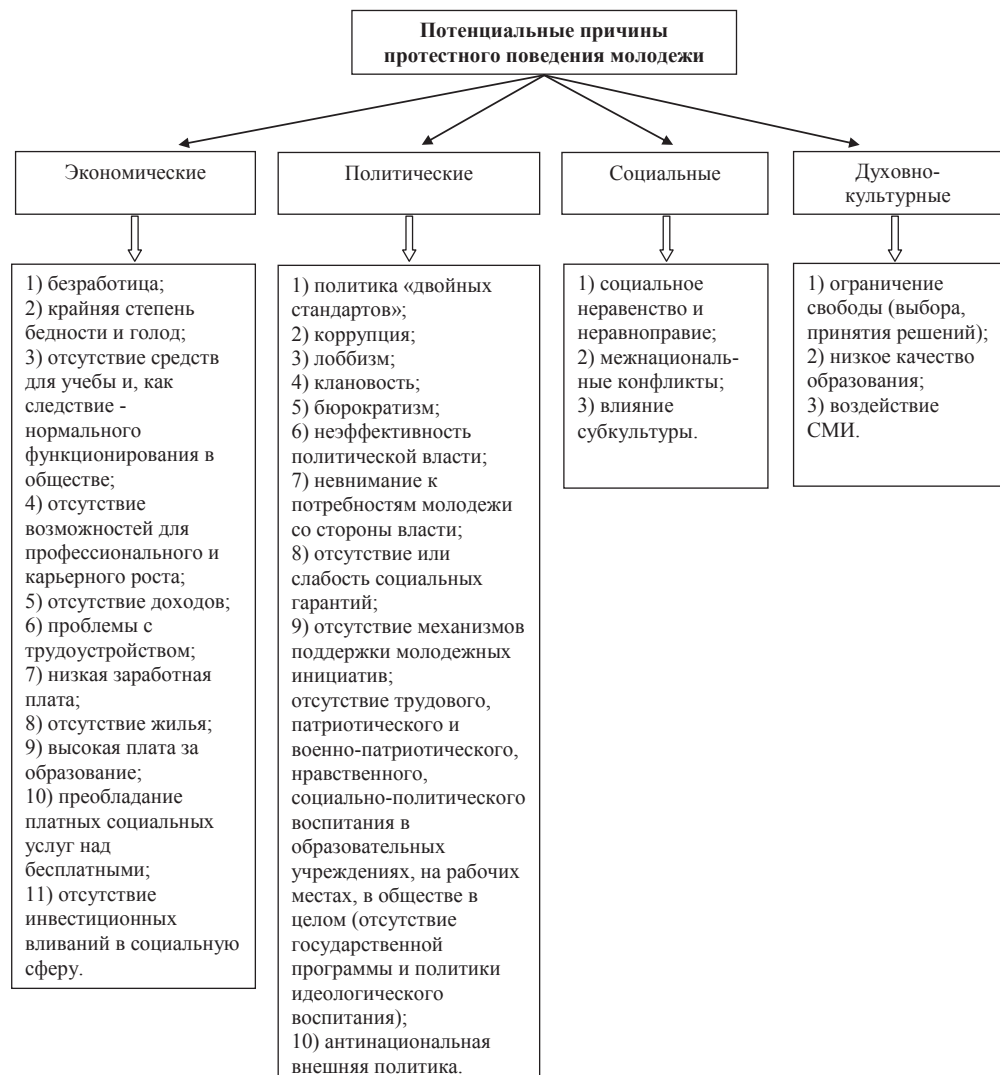 Потенциальные причины
протестного поведения молодежи
Экономические
Политические
Социальные
Духовно-
культурные
1) безработица;
2) крайняя степень
бедности и голод;
3) отсутствие средств
для учебы и, как
следствие -
нормального
функционирования в
обществе;
4) отсутствие
возможностей для
профессионального и
карьерного роста;
5) отсутствие доходов;
6) проблемы с
трудоустройством;
7) низкая заработная
плата;
8) отсутствие жилья;
9) высокая плата за
образование;
10) преобладание
платных социальных
услуг над
бесплатными;
11) отсутствие
инвестиционных
вливаний в социальную
сферу.
1) политика «двойных
стандартов»;
2) коррупция;
3) лоббизм;
4) клановость;
5) бюрократизм;
6) неэффективность
политической власти;
7) невнимание к
потребностям молодежи
со стороны власти;
8) отсутствие или
слабость социальных
гарантий;
9) отсутствие механизмов
поддержки молодежных
инициатив;
отсутствие трудового,
патриотического и
военно-патриотического,
нравственного,
социально-политического
воспитания в
образовательных
учреждениях, на рабочих
местах, в обществе в
целом (отсутствие
государственной
программы и политики
идеологического
воспитания);
10) антинациональная
внешняя политика.
1) социальное
неравенство и
неравноправие;
2) межнациональ-
ные конфликты;
3) влияние
субкультуры.
1) ограничение
свободы (выбора,
принятия решений);
2) низкое качество
образования;
3) воздействие
СМИ.